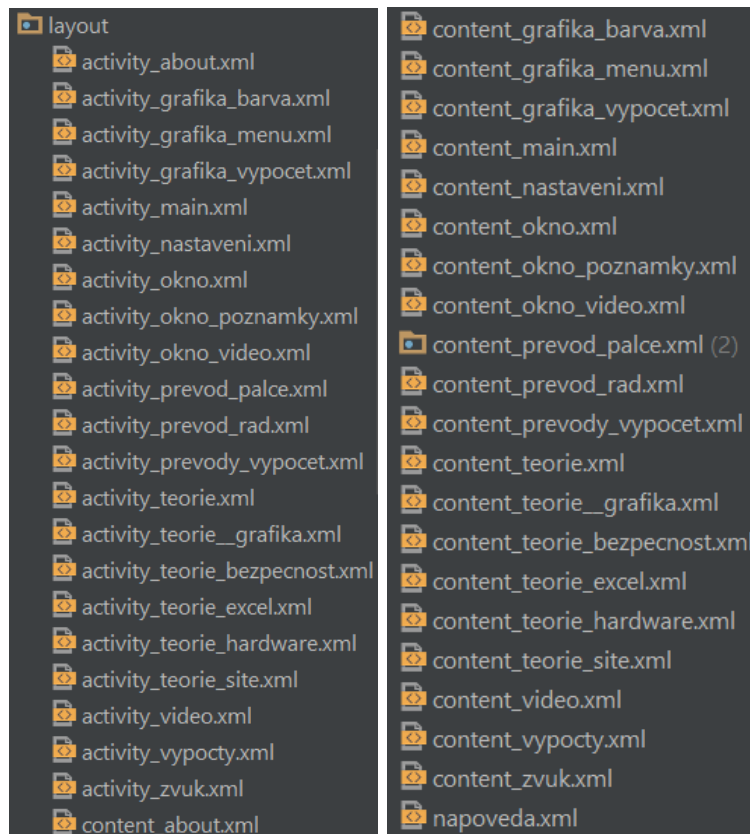 layout
activity_about.xml
activity_grafika_barva.xml
activity_grafika_menu.xml
activity_grafika_vypocet.xml
activity_main.xml
activity_nastaveni.xml
activity_okno.xml
activity_okno_poznamky.xml
activity_okno_video.xml
activity_prevod_palce.xml
activity_prevod_rad.xml
activity_prevody_vypocet.xml
activity_teorie.xml
activity_teorie__grafika.xml
activity_teorie_bezpecnost.xml
activity_teorie_excel.xml
activity_teorie_hardware.xml
activity_teorie_site.xml
activity_video.xml
activity_vypocty.xml
activity_zvuk.xml
content_about.xml
content_grafika_barva.xml
content_grafika_menu.xml
content_grafika_vypocet.xml
content_main.xml
content_nastaveni.xml
content_okno.xml
content_okno_poznamky.xml
content_okno_video.xml
content_prevod_palce.xml (2)
content_prevod_rad.xml
content_prevody_vypocet.xml
content_teorie.xml
content_teorie__grafika.xml
content_teorie_bezpecnost.xml
content_teorie_excel.xml
content_teorie_hardware.xml
content_teorie_site.xml
content_video.xml
content_vypocty.xml
content_zvuk.xml
napoveda.xml